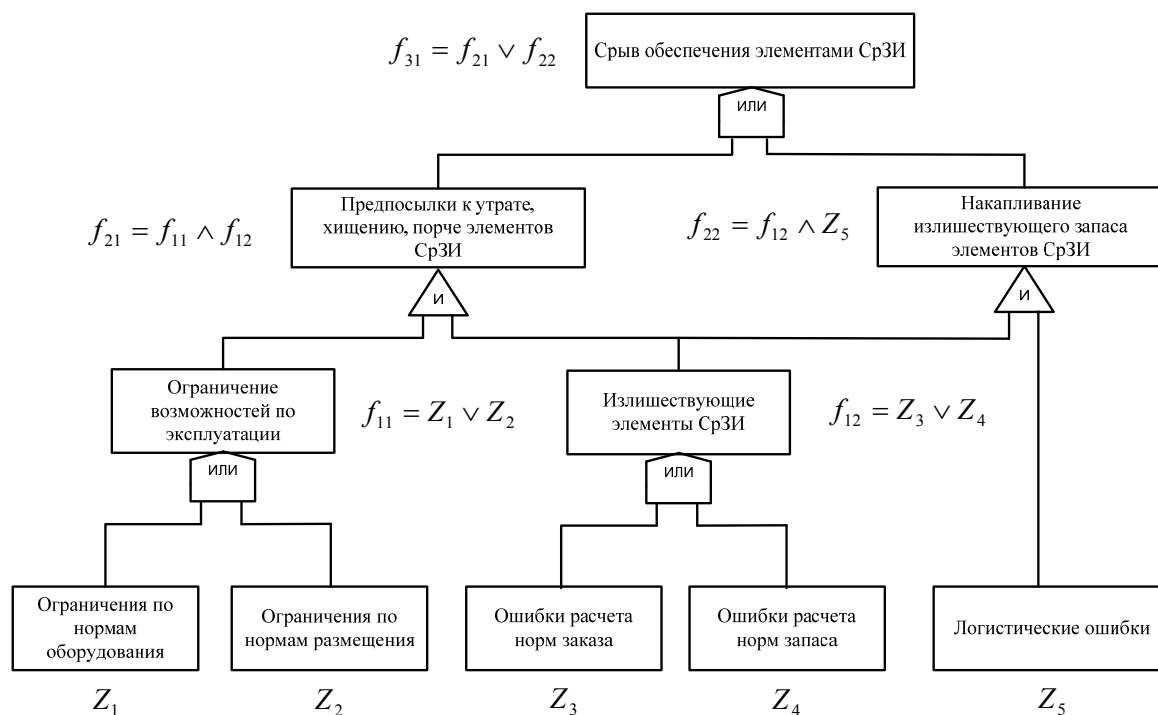 f₃₁ = f₂₁ ∨ f₂₂
Срыв обеспечения элементами СрЗИ
ИЛИ
f₂₁ = f₁₁ ∧ f₁₂
Предпосылки к утрате,
хищению, порче элементов
СрЗИ
f₂₂ = f₁₂ ∧ Z₅
Накапливание
излишествующего запаса
элементов СрЗИ
И
И
Ограничение
возможностей по
эксплуатации
f₁₁ = Z₁ ∨ Z₂
Излишествующие
элементы СрЗИ
f₁₂ = Z₃ ∨ Z₄
ИЛИ
ИЛИ
Ограничения по
нормам
оборудования
Ограничения по
нормам размещения
Ошибки расчета
норм заказа
Ошибки расчета
норм запаса
Логистические ошибки
Z₁
Z₂
Z₃
Z₄
Z₅